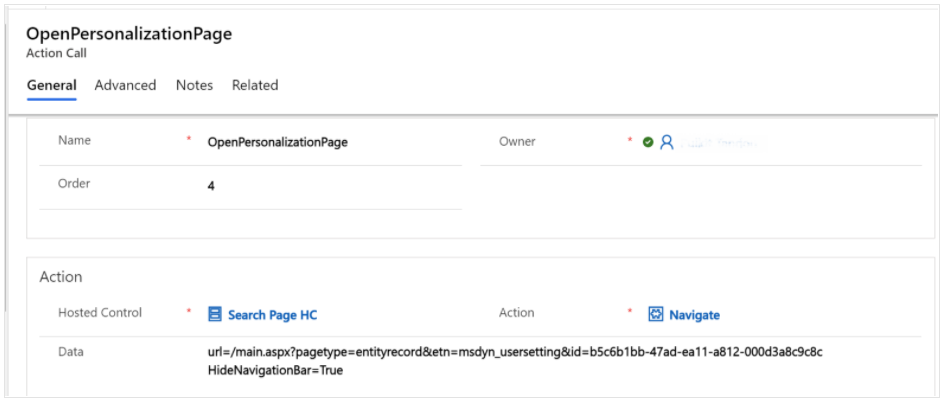 OpenPersonalizationPage
Action Call
General Advanced Notes Related
Name * OpenPersonalizationPage Owner *
Order 4
Action
Hosted Control * Search Page HC Action * Navigate
Data url=/main.aspx?pagetype=entityrecord&etn=msdyn_usersetting&id=b5c6b1bb-47ad-ea11-a812-000d3a8c9c8c
HideNavigationBar=True